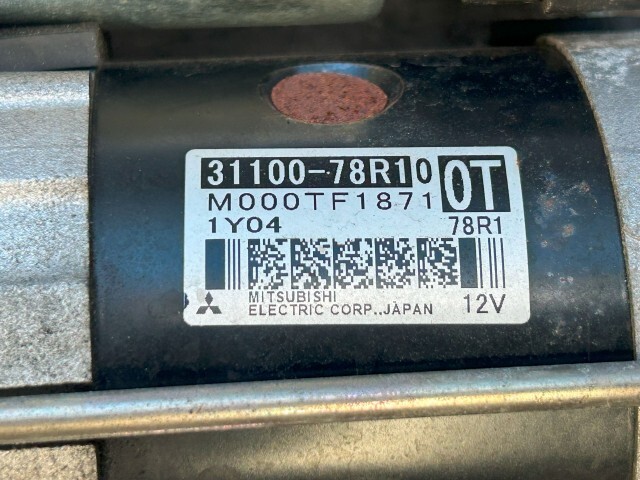 31100-78R10 0T
M000TF1871
1Y04 78R1
MITSUBISHI
ELECTRIC CORP.,JAPAN 12V